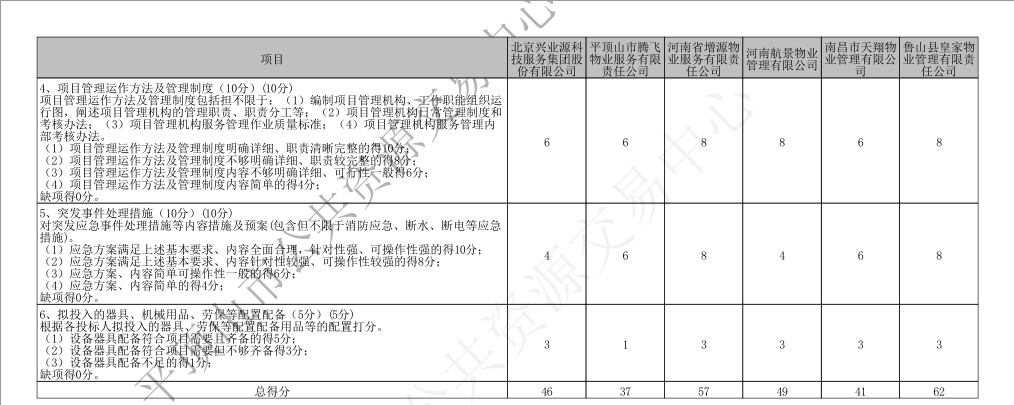 项目
北京兴业源科
技服务集团股
份有限公司
平顶山市腾飞
物业服务有限
责任公司
河南省增源物
业服务有限责
任公司
河南航景物业
管理有限公司
南昌市天翔物
业管理有限公
司
鲁山县皇家物
业管理有限责
任公司
4、项目管理运作方法及管理制度（10分）(10分)
项目管理运作方法及管理制度包括担不限于；（1）编制项目管理机构、工作职能组织运
行图，阐述项目管理机构的管理职责、职责分工等；（2）项目管理机构日常管理制度和
考核办法；（3）项目管理机构服务管理作业质量标准；（4）项目管理机构服务管理内
部考核办法。
（1）项目管理运作方法及管理制度明确详细、职责清晰完整的得10分；
（2）项目管理运作方法及管理制度不够明确详细、职责较完整的得8分；
（3）项目管理运作方法及管理制度内容不够明确详细、可行性一般得6分；
（4）项目管理运作方法及管理制度内容简单的得4分；
缺项得0分。
6 6 8 8 6 8
5、突发事件处理措施（10分）(10分)
对突发应急事件处理措施等内容措施及预案(包含但不限于消防应急、断水、断电等应急
措施)。
（1）应急方案满足上述基本要求、内容全面合理，针对性强、可操作性强的得10分；
（2）应急方案满足上述基本要求、内容针对性较强、可操作性较强的得8分；
（3）应急方案、内容简单可操作性一般的得6分；
（4）应急方案、内容简单的得4分；
缺项得0分。
4 6 8 4 6 8
6、拟投入的器具、机械用品、劳保等配置配备（5分）(5分)
根据各投标人拟投入的器具、劳保等配置配备用品等的配置打分。
（1）设备器具配备符合项目需要且齐备的得5分；
（2）设备器具配备符合项目需要但不够齐备得3分；
（3）设备器具配备不足的得1分；
缺项得0分。
3 1 3 3 3 3
总得分 46 37 57 49 41 62
平顶山市公共资源交易中心
公共资源交易中心